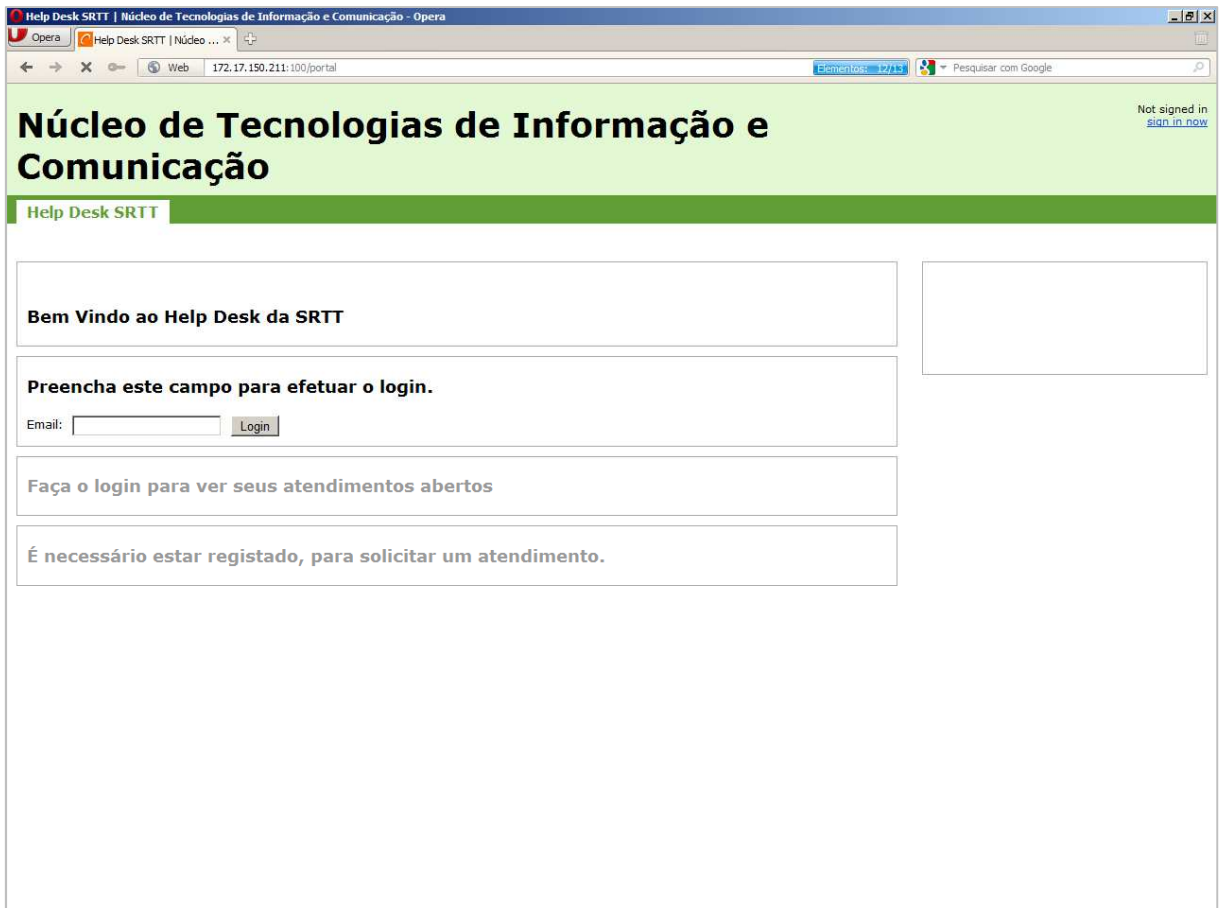 Help Desk SRTT | Núcleo de Tecnologias de Informação e Comunicação - Opera
Opera
Help Desk SRTT | Núcleo ...
Web
172.17.150.211:100/portal
Elementos: 12/13
Pesquisar com Google
Núcleo de Tecnologias de Informação e
Comunicação
Not signed in
sign in now
Help Desk SRTT
Bem Vindo ao Help Desk da SRTT
Preencha este campo para efetuar o login.
Email:
Login
Faça o login para ver seus atendimentos abertos
É necessário estar registado, para solicitar um atendimento.